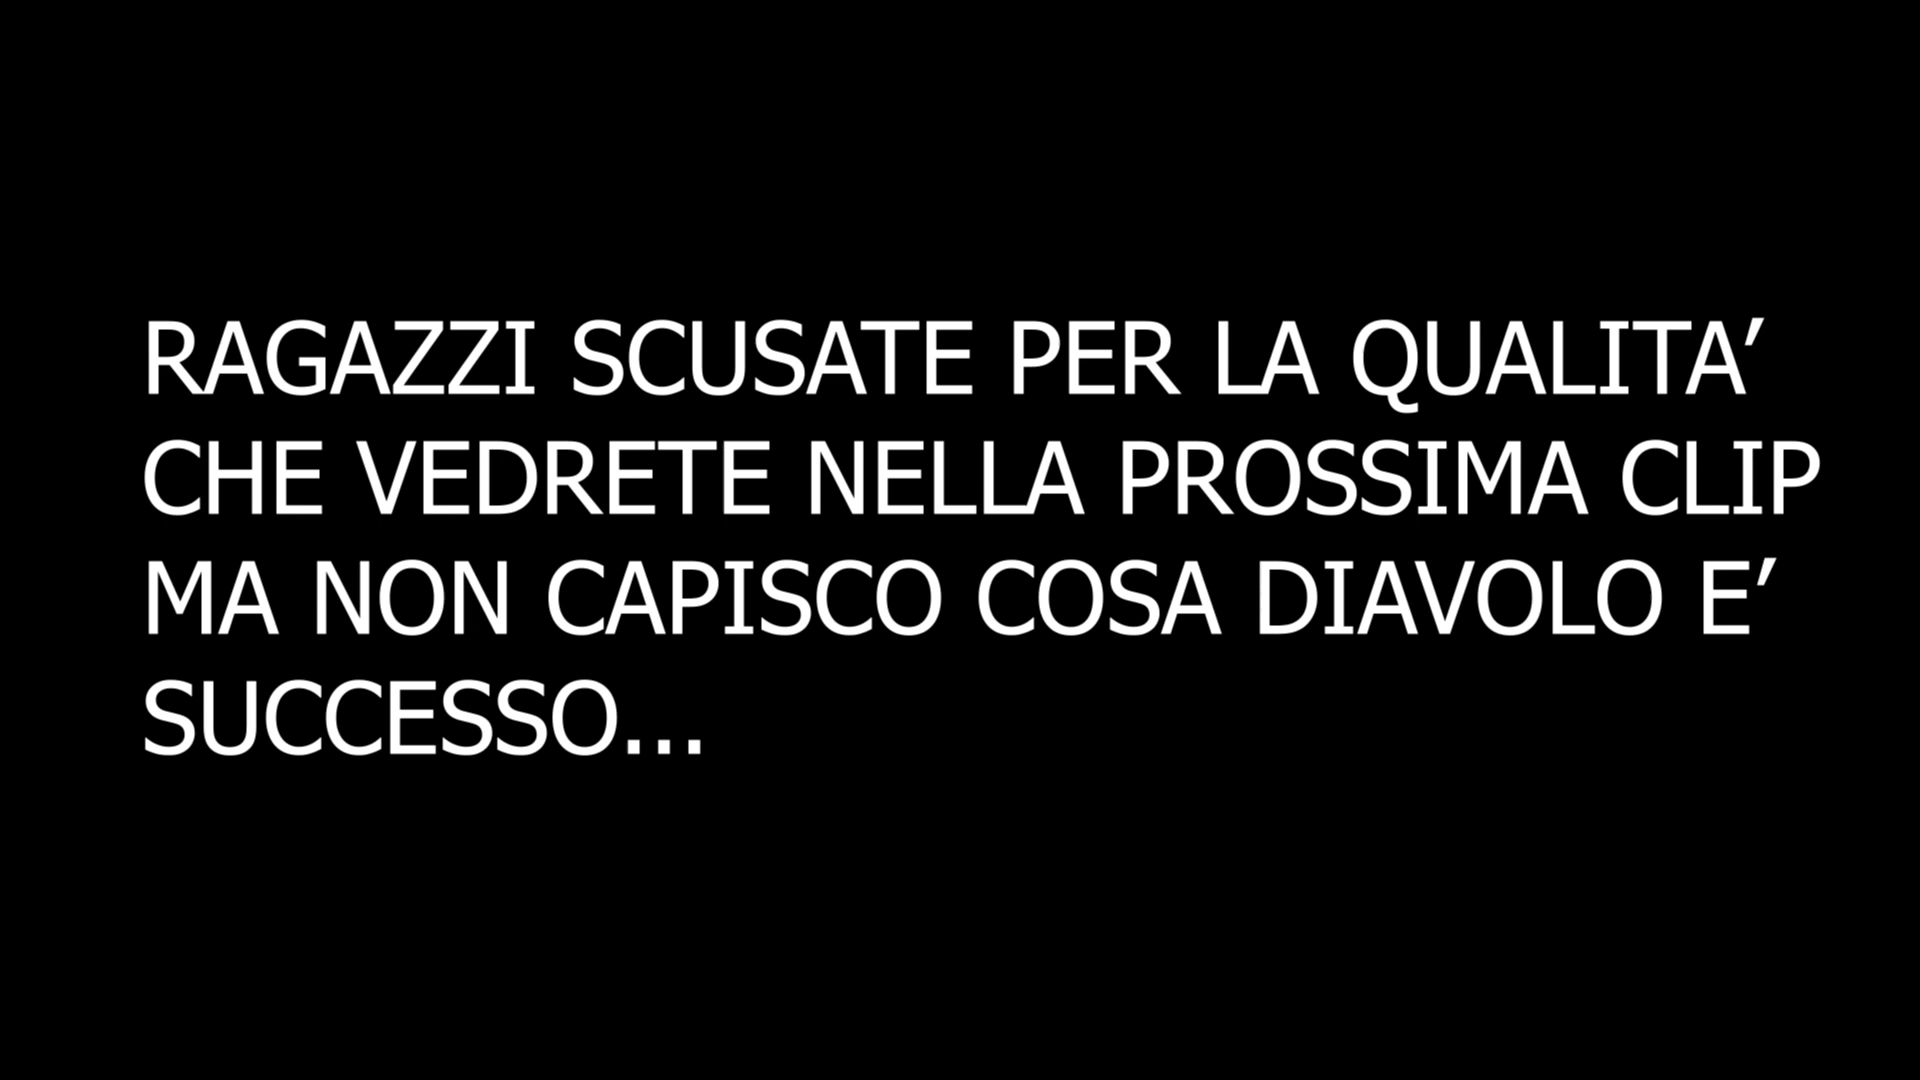 RAGAZZI SCUSATE PER LA QUALITA’
CHE VEDRETE NELLA PROSSIMA CLIP
MA NON CAPISCO COSA DIAVOLO E’
SUCCESSO...